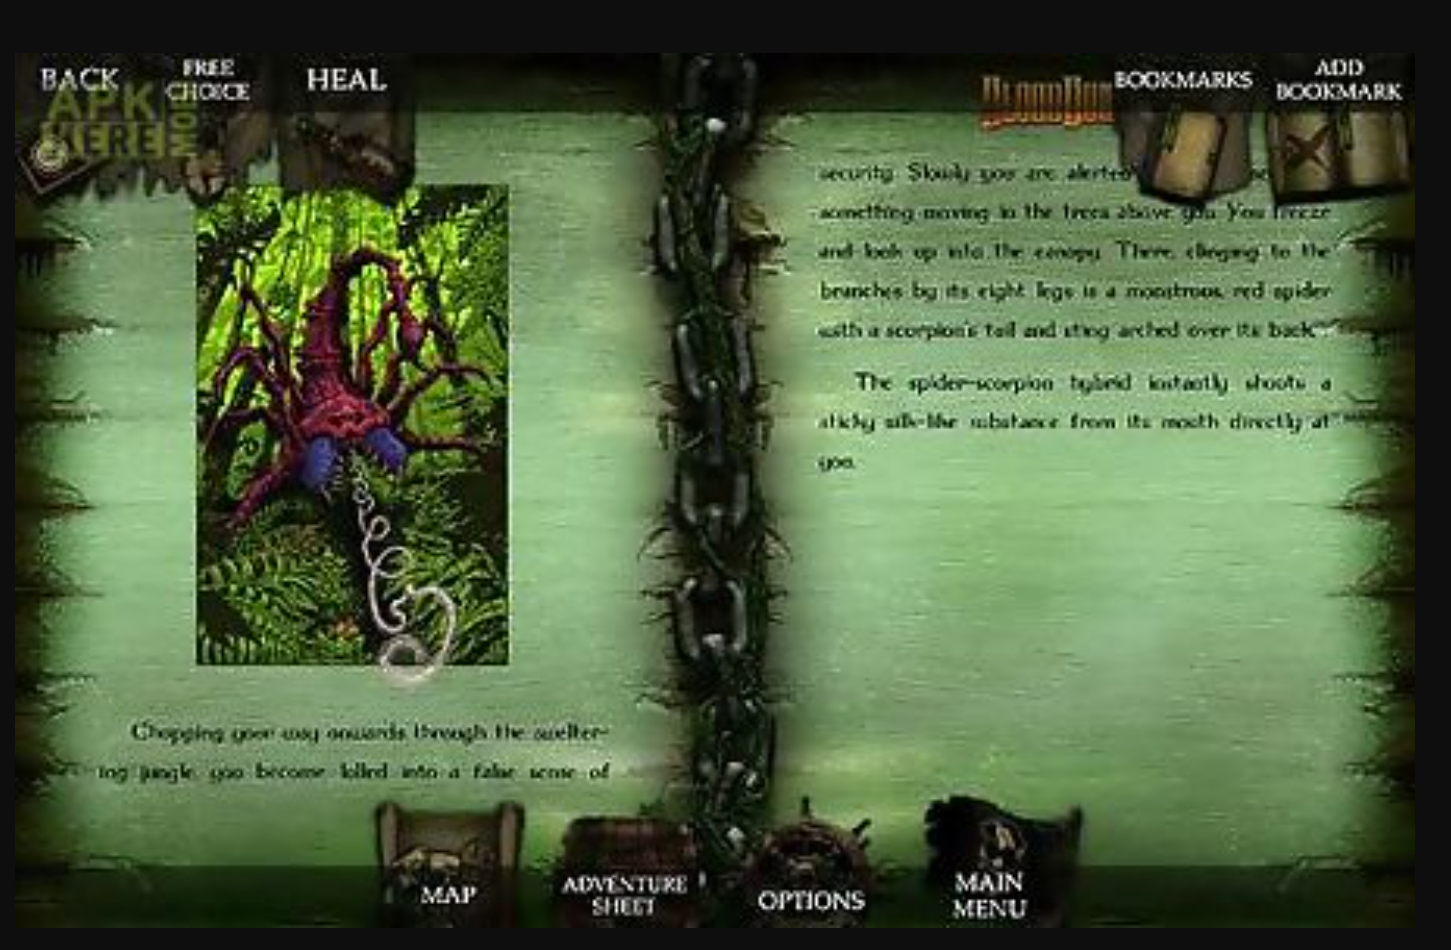 BACK
FREE
CHOICE
HEAL
BOOKMARKS
ADD
BOOKMARK
APK
HERE
Chopping your way onwards through the swelter-
ing jungle, you become lulled into a false sense of
security. Slowly you are alerted
something moving in the trees above you. You freeze
and look up into the canopy. There, clinging to the
branches by its eight legs is a monstrous, red spider
with a scorpion's tail and sting arched over its back.
The spider-scorpion hybrid instantly shoots a
sticky silk-like substance from its mouth directly at
you.
MAP
ADVENTURE
SHEET
OPTIONS
MAIN
MENU